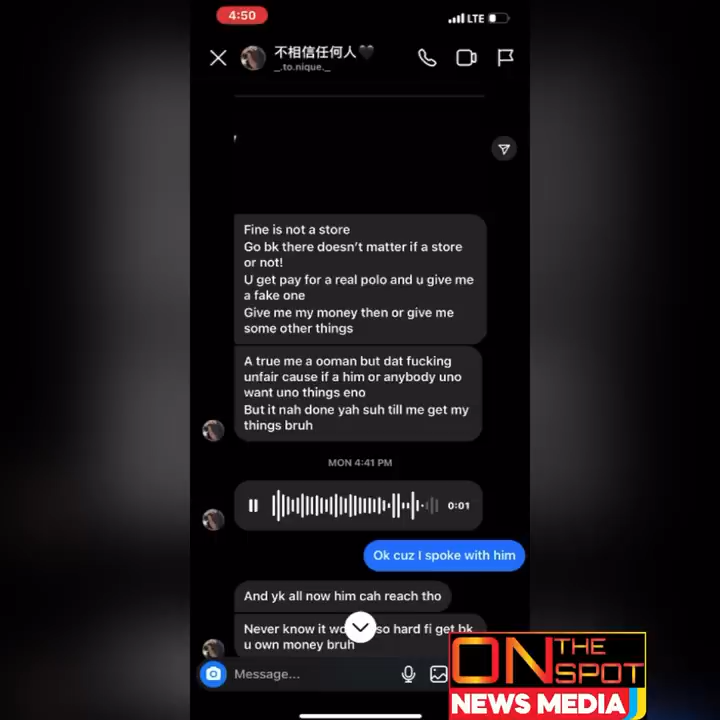 4:50
LTE
不相信任何人🖤
_.to.nique._
Fine is not a store
Go bk there doesn't matter if a store
or not!
U get pay for a real polo and u give me
a fake one
Give me my money then or give me
some other things
A true me a ooman but dat fucking
unfair cause if a him or anybody uno
want uno things eno
But it nah done yah suh till me get my
things bruh
MON 4:41 PM
0:01
Ok cuz I spoke with him
And yk all now him cah reach tho
Never know it so hard fi get bk
u own money bruh
Message...
ON THE
SPOT
NEWS MEDIA